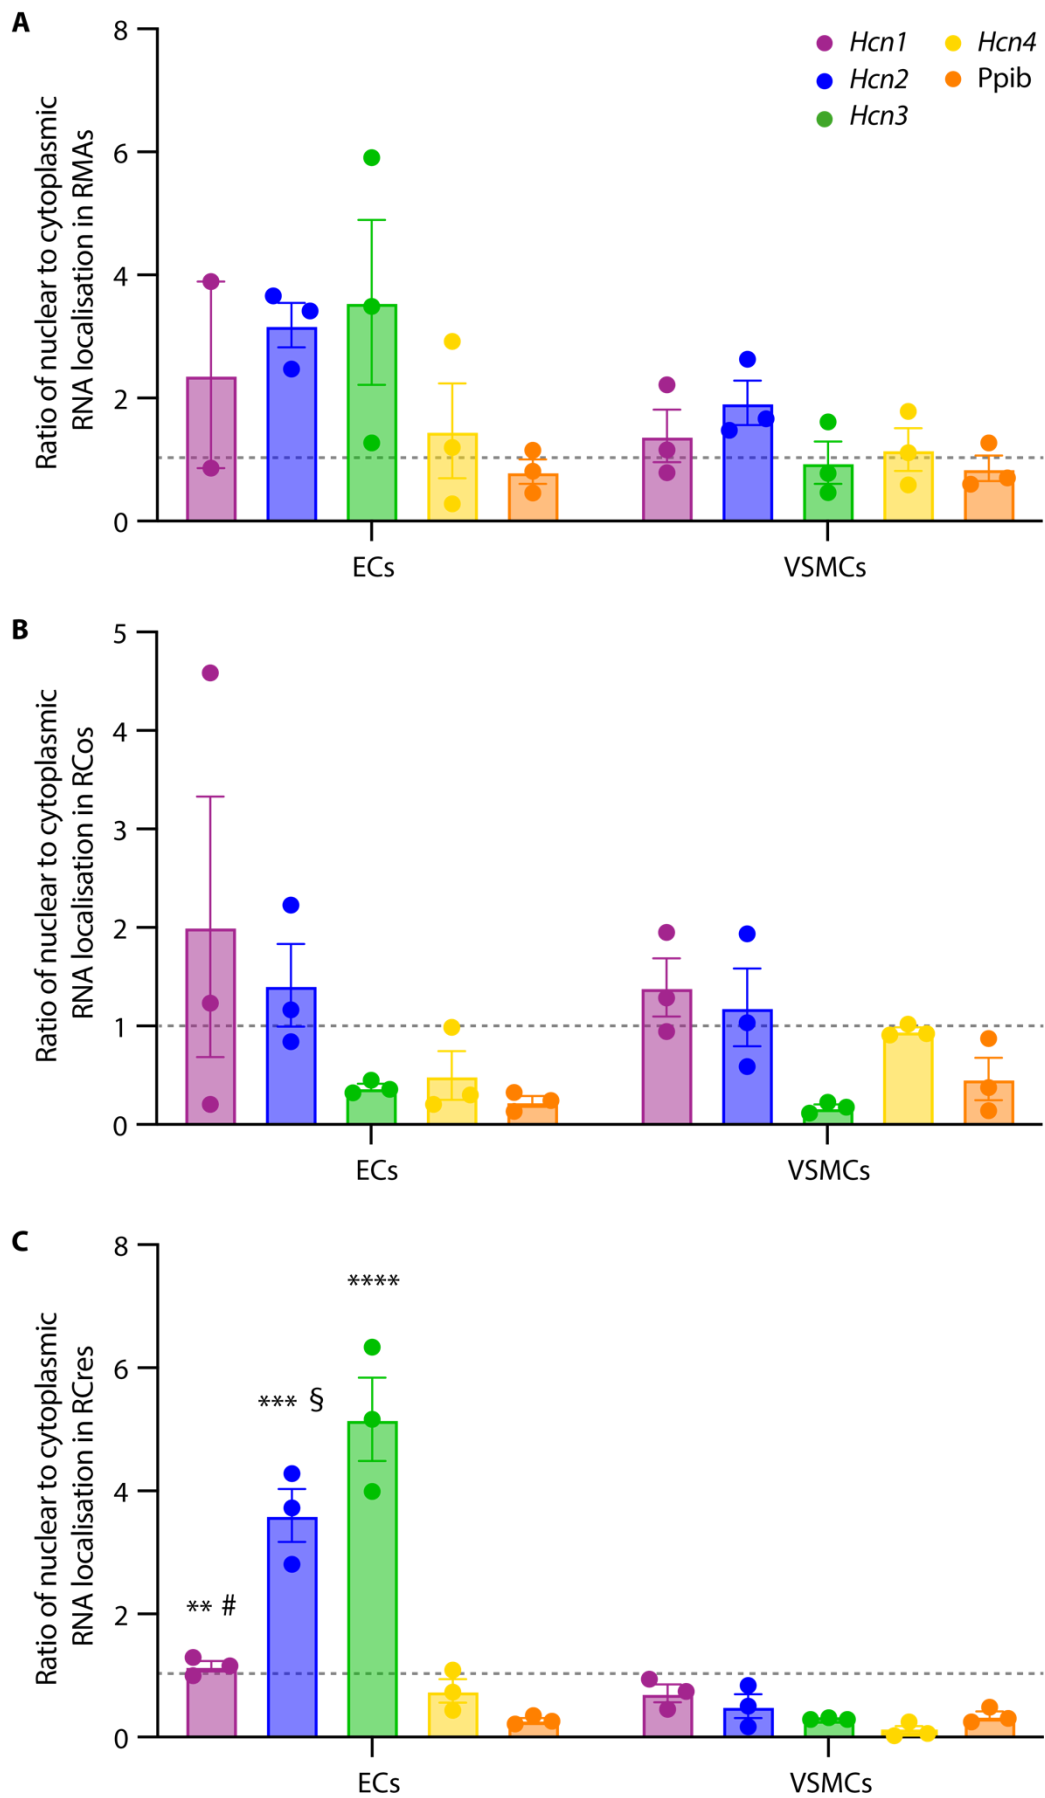 A
Ratio of nuclear to cytoplasmic
RNA localisation in RMAs
8
6
4
2
0
Hcn1
Hcn2
Hcn3
Hcn4
Ppib
ECs
VSMCs
B
Ratio of nuclear to cytoplasmic
RNA localisation in RCos
5
4
3
2
1
0
ECs
VSMCs
C
Ratio of nuclear to cytoplasmic
RNA localisation in RCres
8
6
4
2
0
****
*** §
** #
ECs
VSMCs